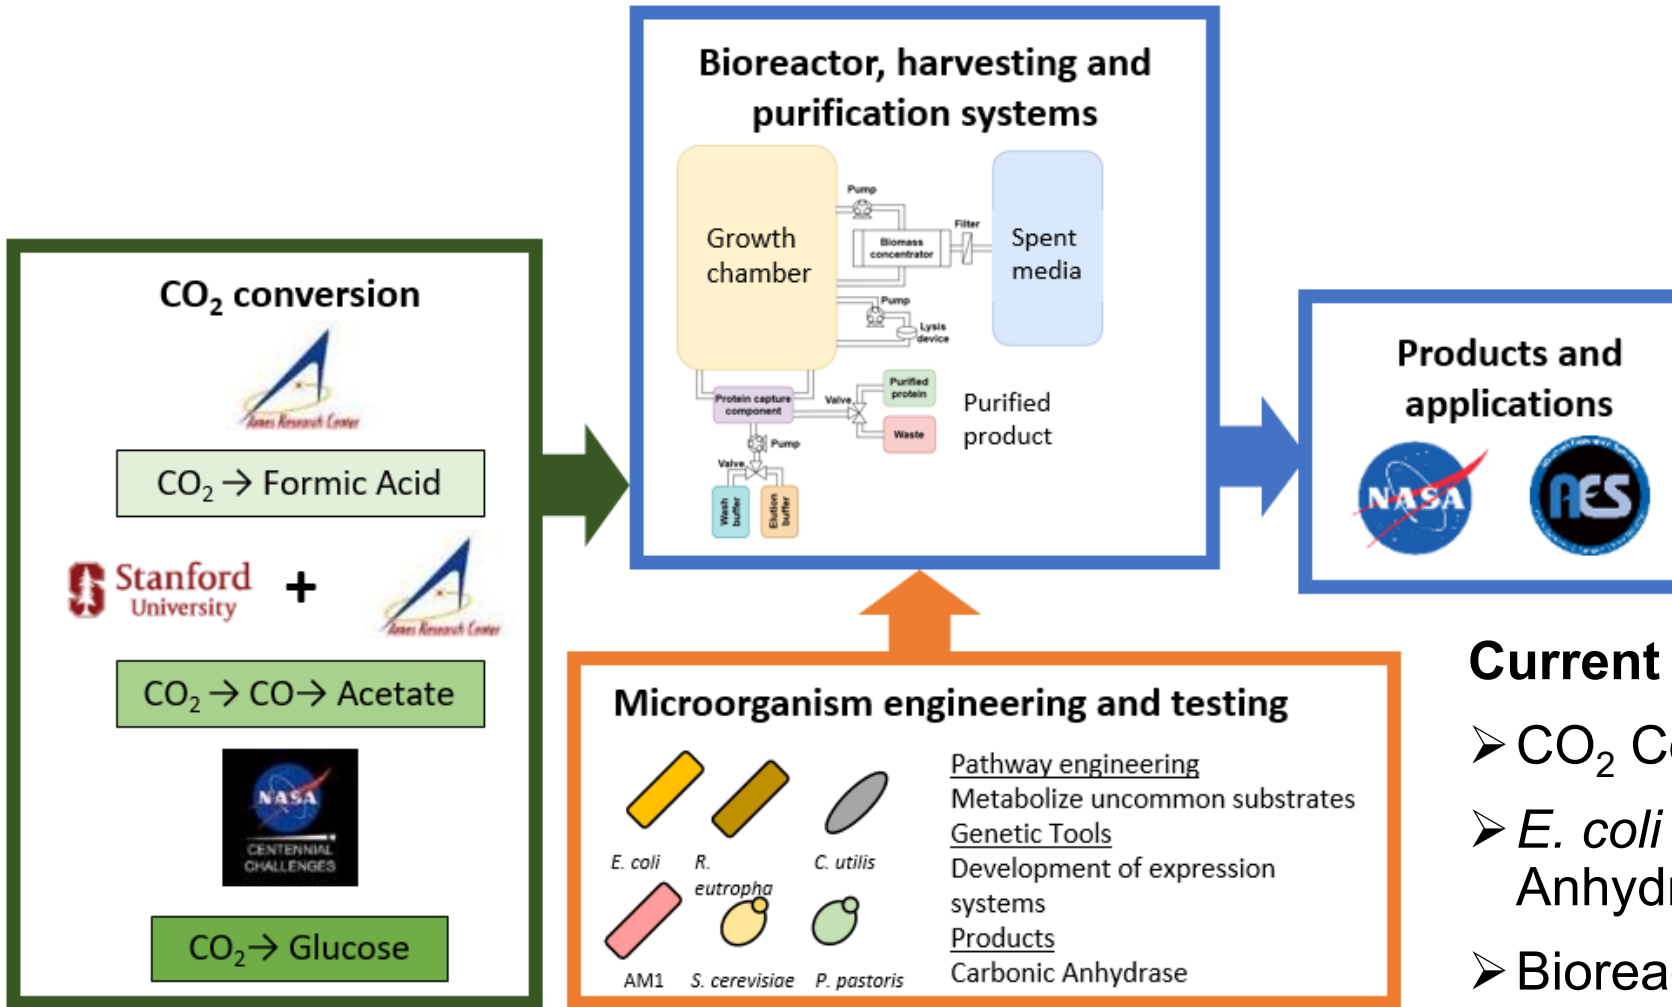 CO₂ conversion
Ames Research Center
CO₂ → Formic Acid
Stanford
University
+
Ames Research Center
CO₂ → CO → Acetate
NASA
CENTENNIAL
CHALLENGES
CO₂ → Glucose
Bioreactor, harvesting and
purification systems
Growth
chamber
Pump
Biomass
concentrator
Filter
Spent
media
Pump
Lysis
device
Protein capture
component
Valve
Purified
protein
Waste
Purified
product
Pump
Valve
Wash
buffer
Elution
buffer
Microorganism engineering and testing
E. coli
R.
eutropha
C. utilis
AM1
S. cerevisiae
P. pastoris
Pathway engineering
Metabolize uncommon substrates
Genetic Tools
Development of expression
systems
Products
Carbonic Anhydrase
Products and
applications
NASA
AES
Current
➢ CO₂ C
➢ E. coli
Anhydr
➢ Biorea